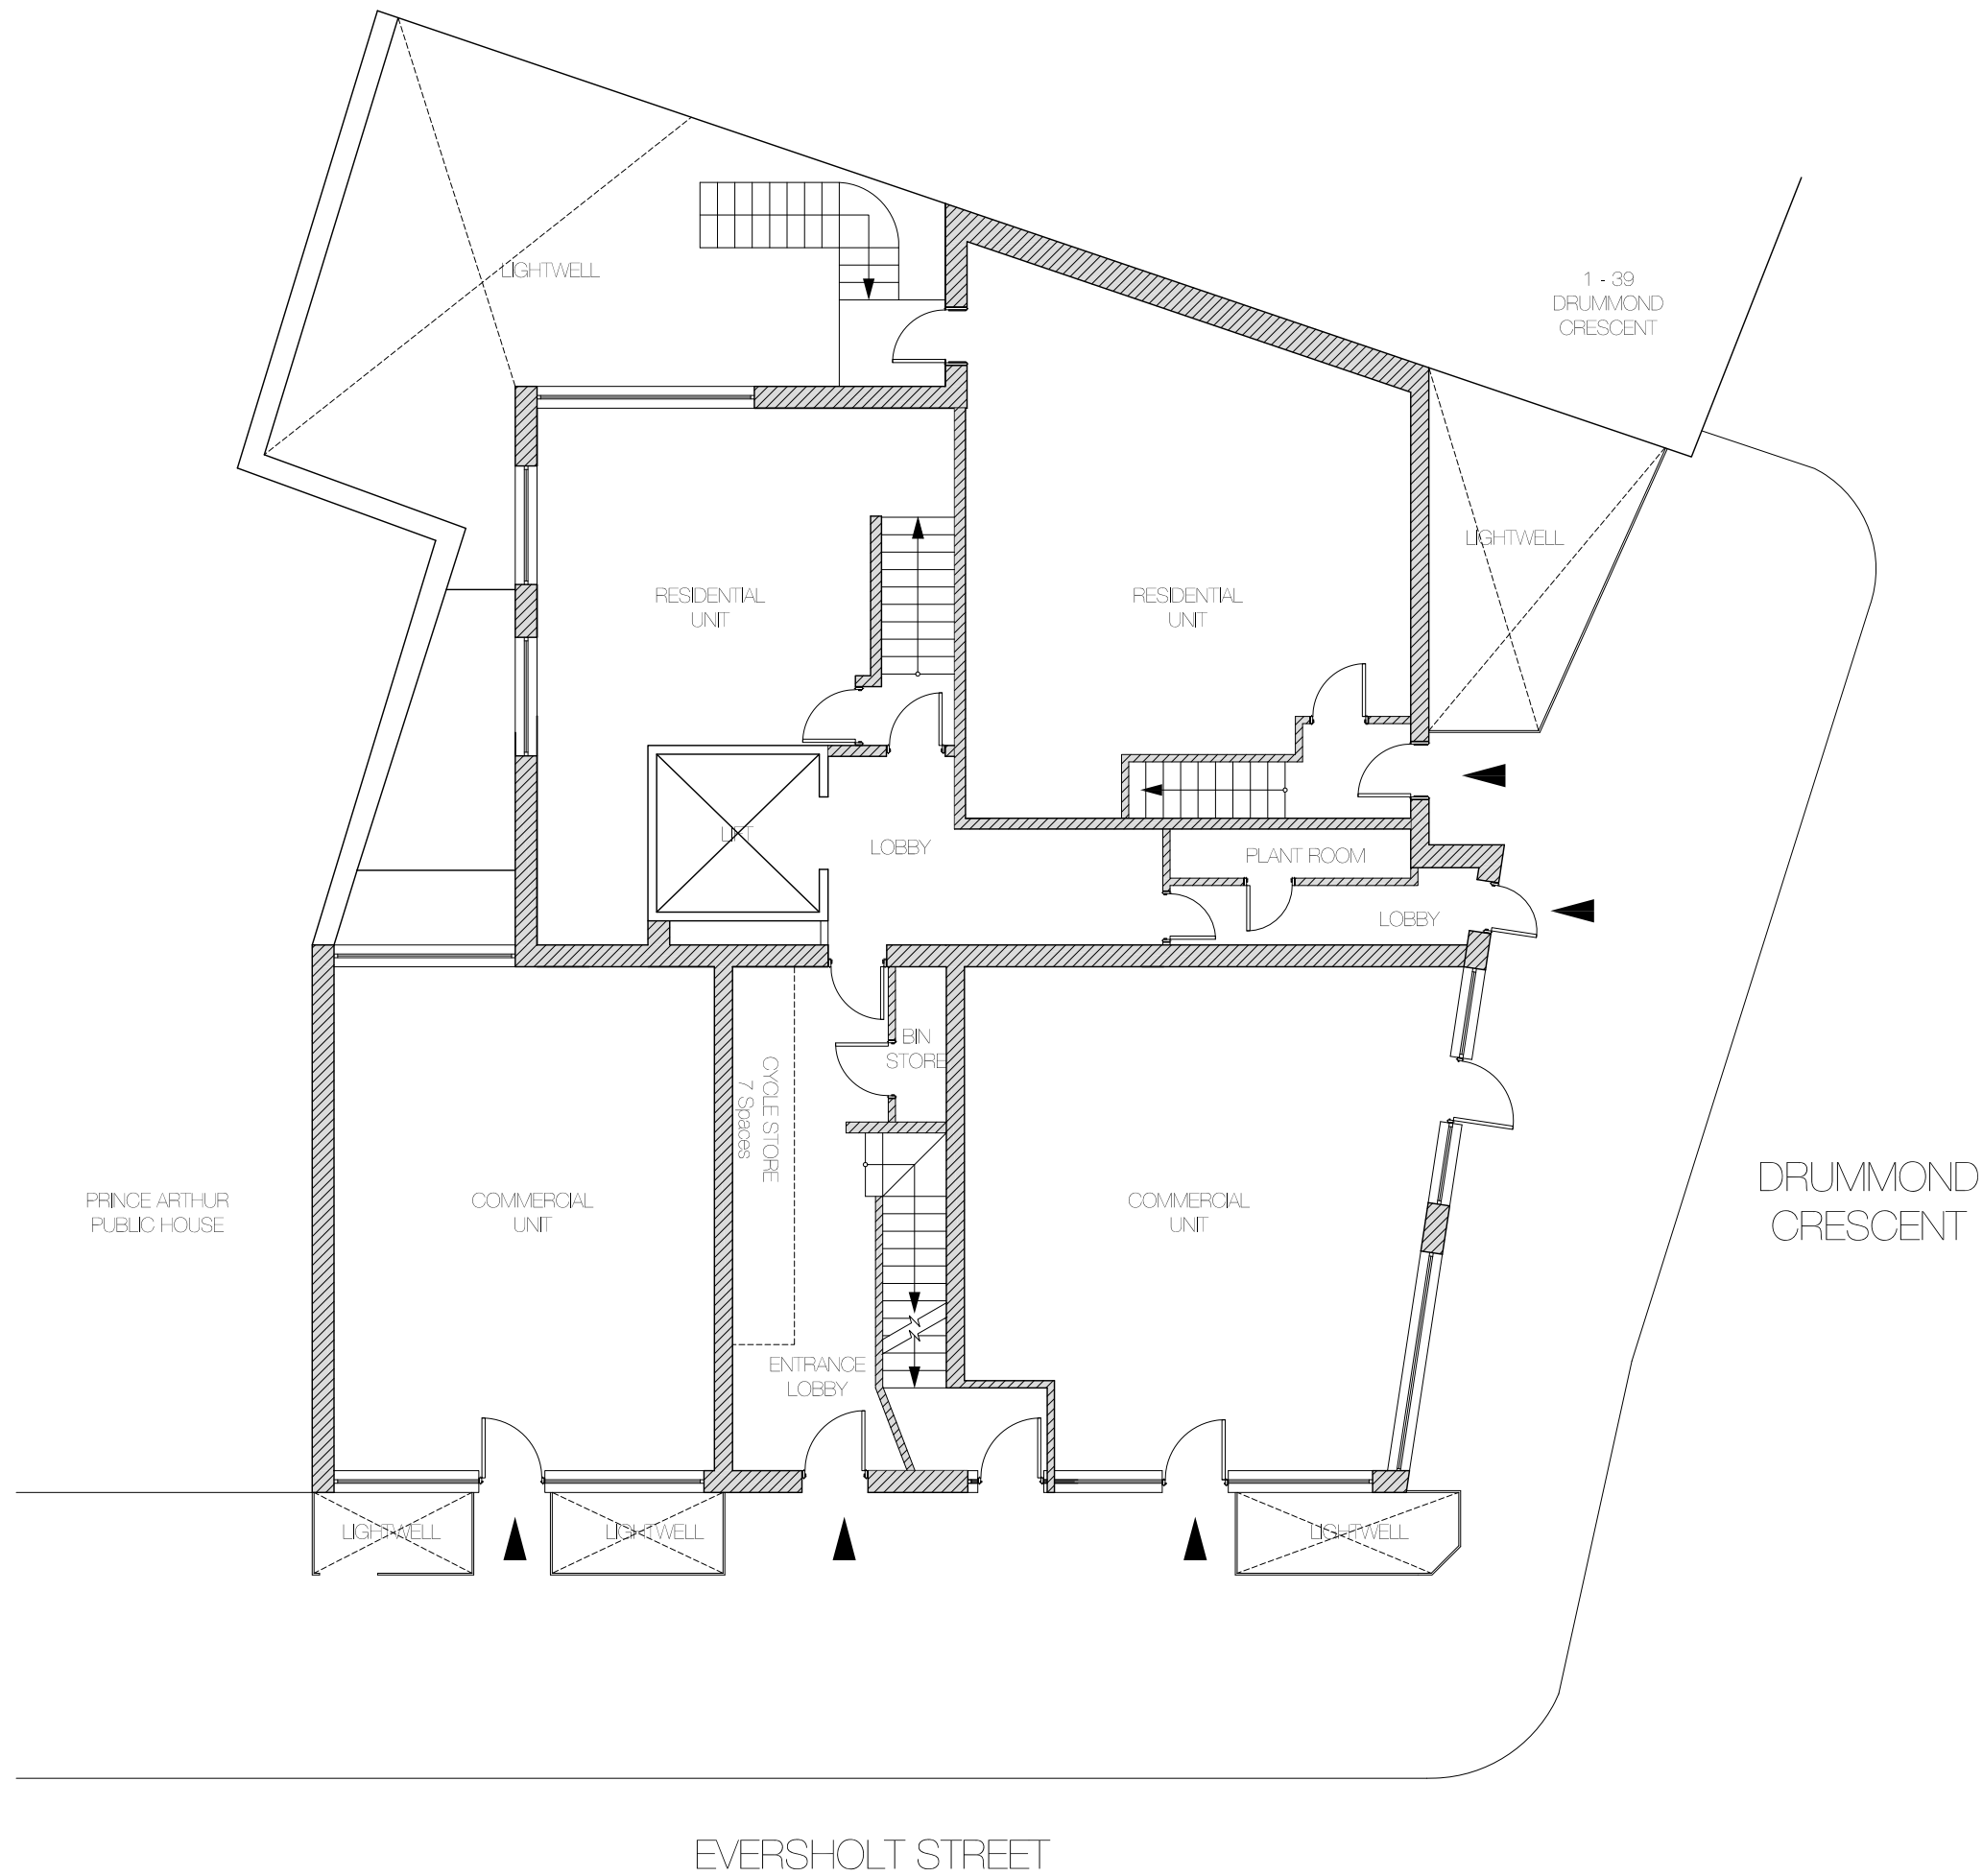 LIGHTWELL
1 - 39
DRUMMOND
CRESCENT
LIGHTWELL
RESIDENTIAL
UNIT
RESIDENTIAL
UNIT
LIFT
LOBBY
PLANT ROOM
LOBBY
BIN
STORE
CYCLE STORE
7 Spaces
PRINCE ARTHUR
PUBLIC HOUSE
COMMERCIAL
UNIT
COMMERCIAL
UNIT
DRUMMOND
CRESCENT
ENTRANCE
LOBBY
LIGHTWELL
LIGHTWELL
LIGHTWELL
EVERSHOLT STREET